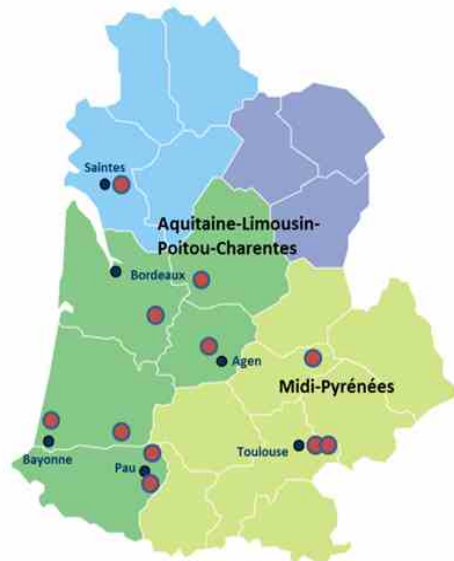 Saintes
Aquitaine-Limousin-
Poitou-Charentes
Bordeaux
Agen
Midi-Pyrénées
Bayonne
Pau
Toulouse